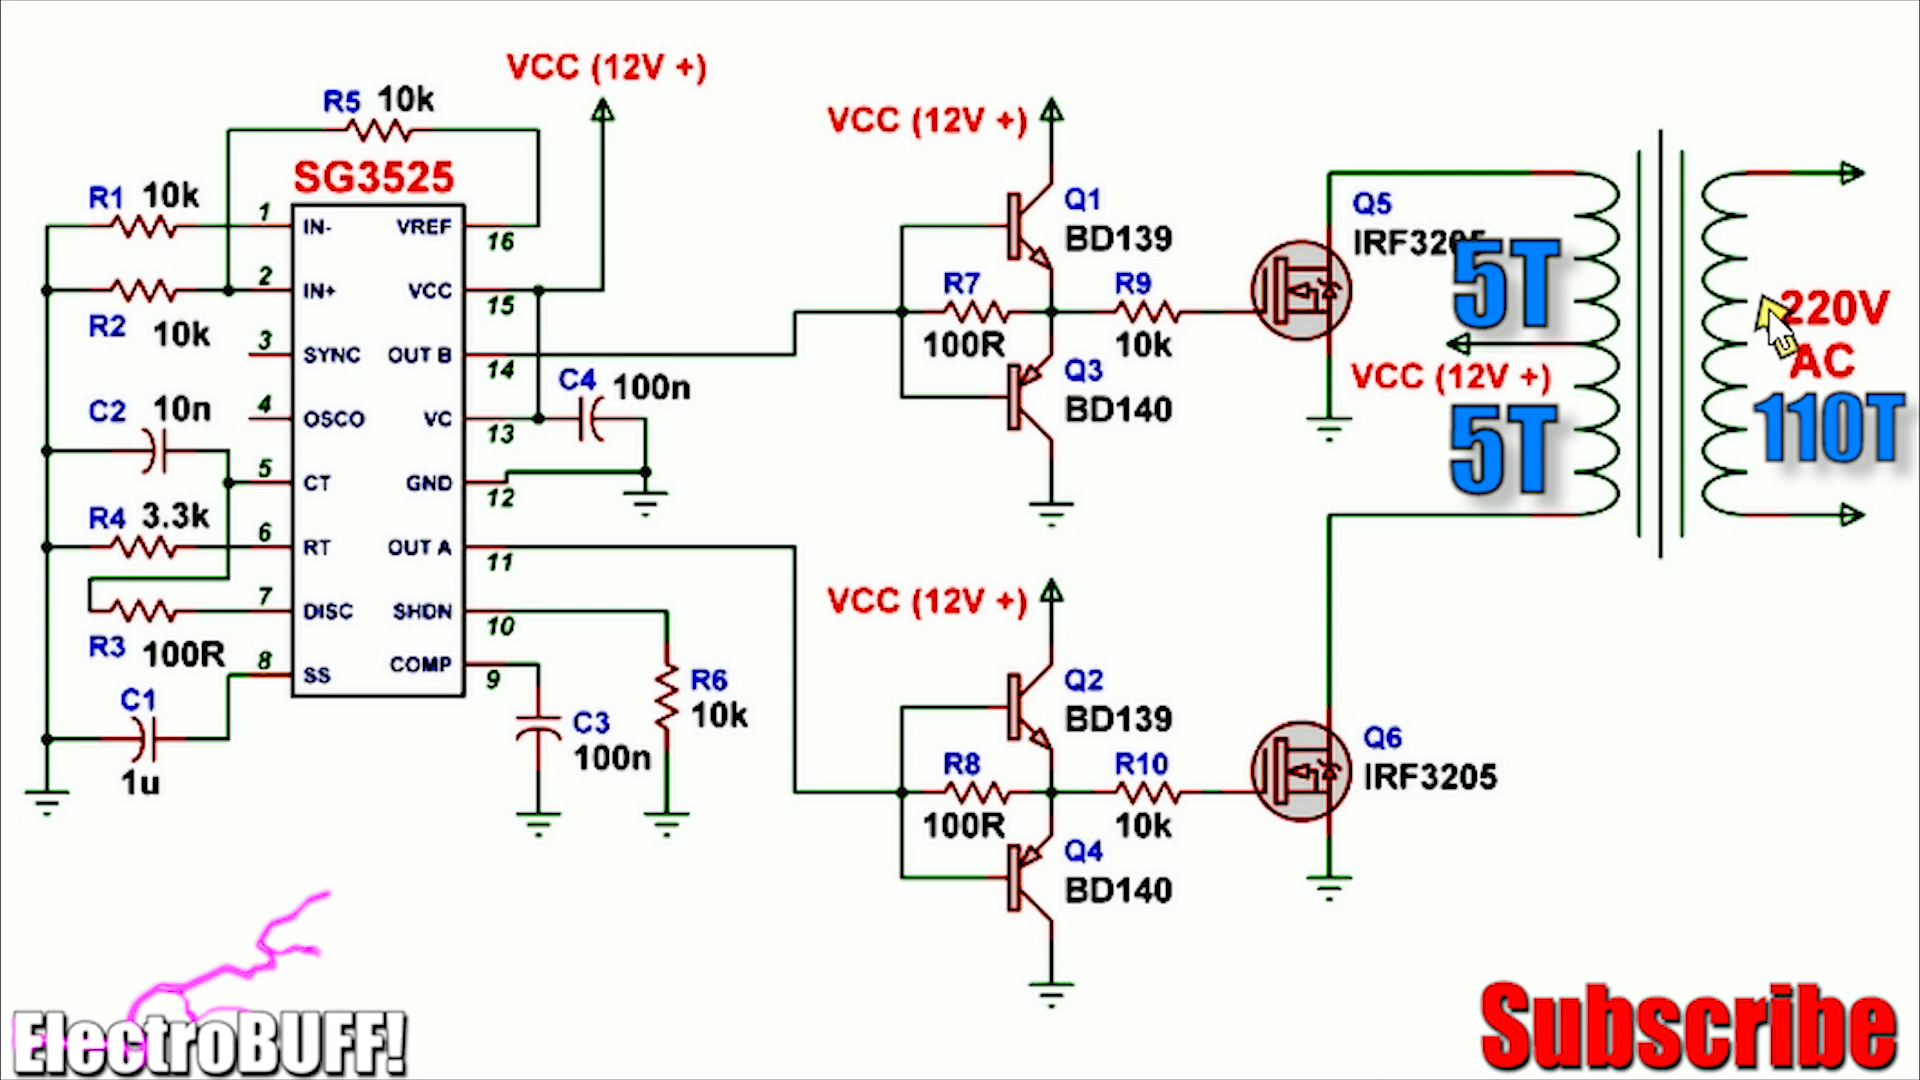 VCC (12V +)
R5 10k
SG3525
R1 10k
1 IN- VREF 16
2 IN+ VCC 15
R2 10k
3 SYNC OUT B 14
C2 10n
4 OSCO VC 13
C4 100n
5 CT GND 12
R4 3.3k
6 RT OUT A 11
7 DISC SHDN 10
R3 100R
8 SS COMP 9
C1
1u
C3
100n
R6
10k
VCC (12V +)
Q1
BD139
R7
100R
R9
10k
Q3
BD140
VCC (12V +)
Q2
BD139
R8
100R
R10
10k
Q4
BD140
Q5
IRF3205
5T
VCC (12V +)
5T
220V
AC
110T
Q6
IRF3205
ElectroBUFF!
Subscribe